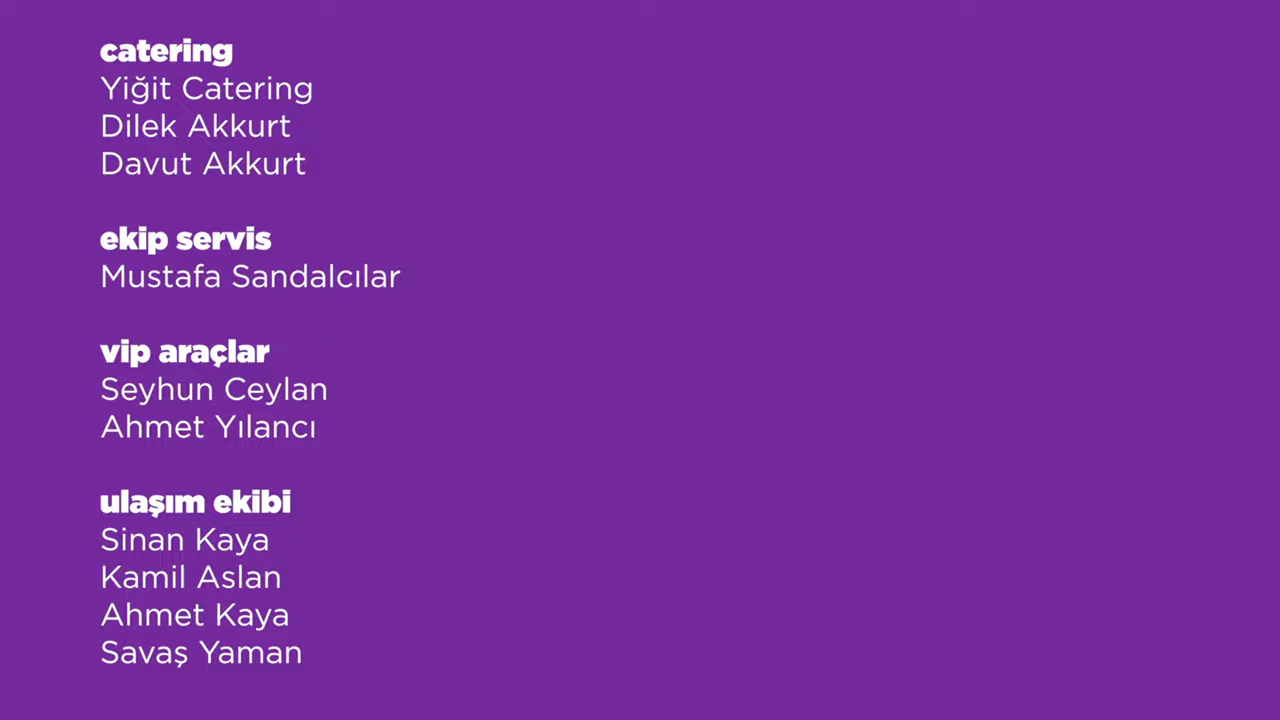 catering
Yiğit Catering
Dilek Akkurt
Davut Akkurt
ekip servis
Mustafa Sandalcılar
vip araçlar
Seyhun Ceylan
Ahmet Yılancı
ulaşım ekibi
Sinan Kaya
Kamil Aslan
Ahmet Kaya
Savaş Yaman